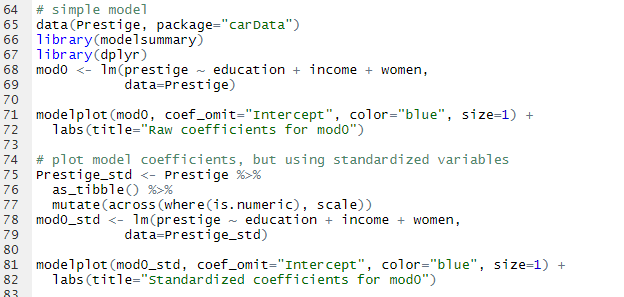 64 # simple model
65 data(Prestige, package="carData")
66 library(modelsummary)
67 library(dplyr)
68 mod0 <- lm(prestige ~ education + income + women,
69 data=Prestige)
70
71 modelplot(mod0, coef_omit="Intercept", color="blue", size=1) +
72 labs(title="Raw coefficients for mod0")
73
74 # plot model coefficients, but using standardized variables
75 Prestige_std <- Prestige %>%
76 as_tibble() %>%
77 mutate(across(where(is.numeric), scale))
78 mod0_std <- lm(prestige ~ education + income + women,
79 data=Prestige_std)
80
81 modelplot(mod0_std, coef_omit="Intercept", color="blue", size=1) +
82 labs(title="Standardized coefficients for mod0")
83